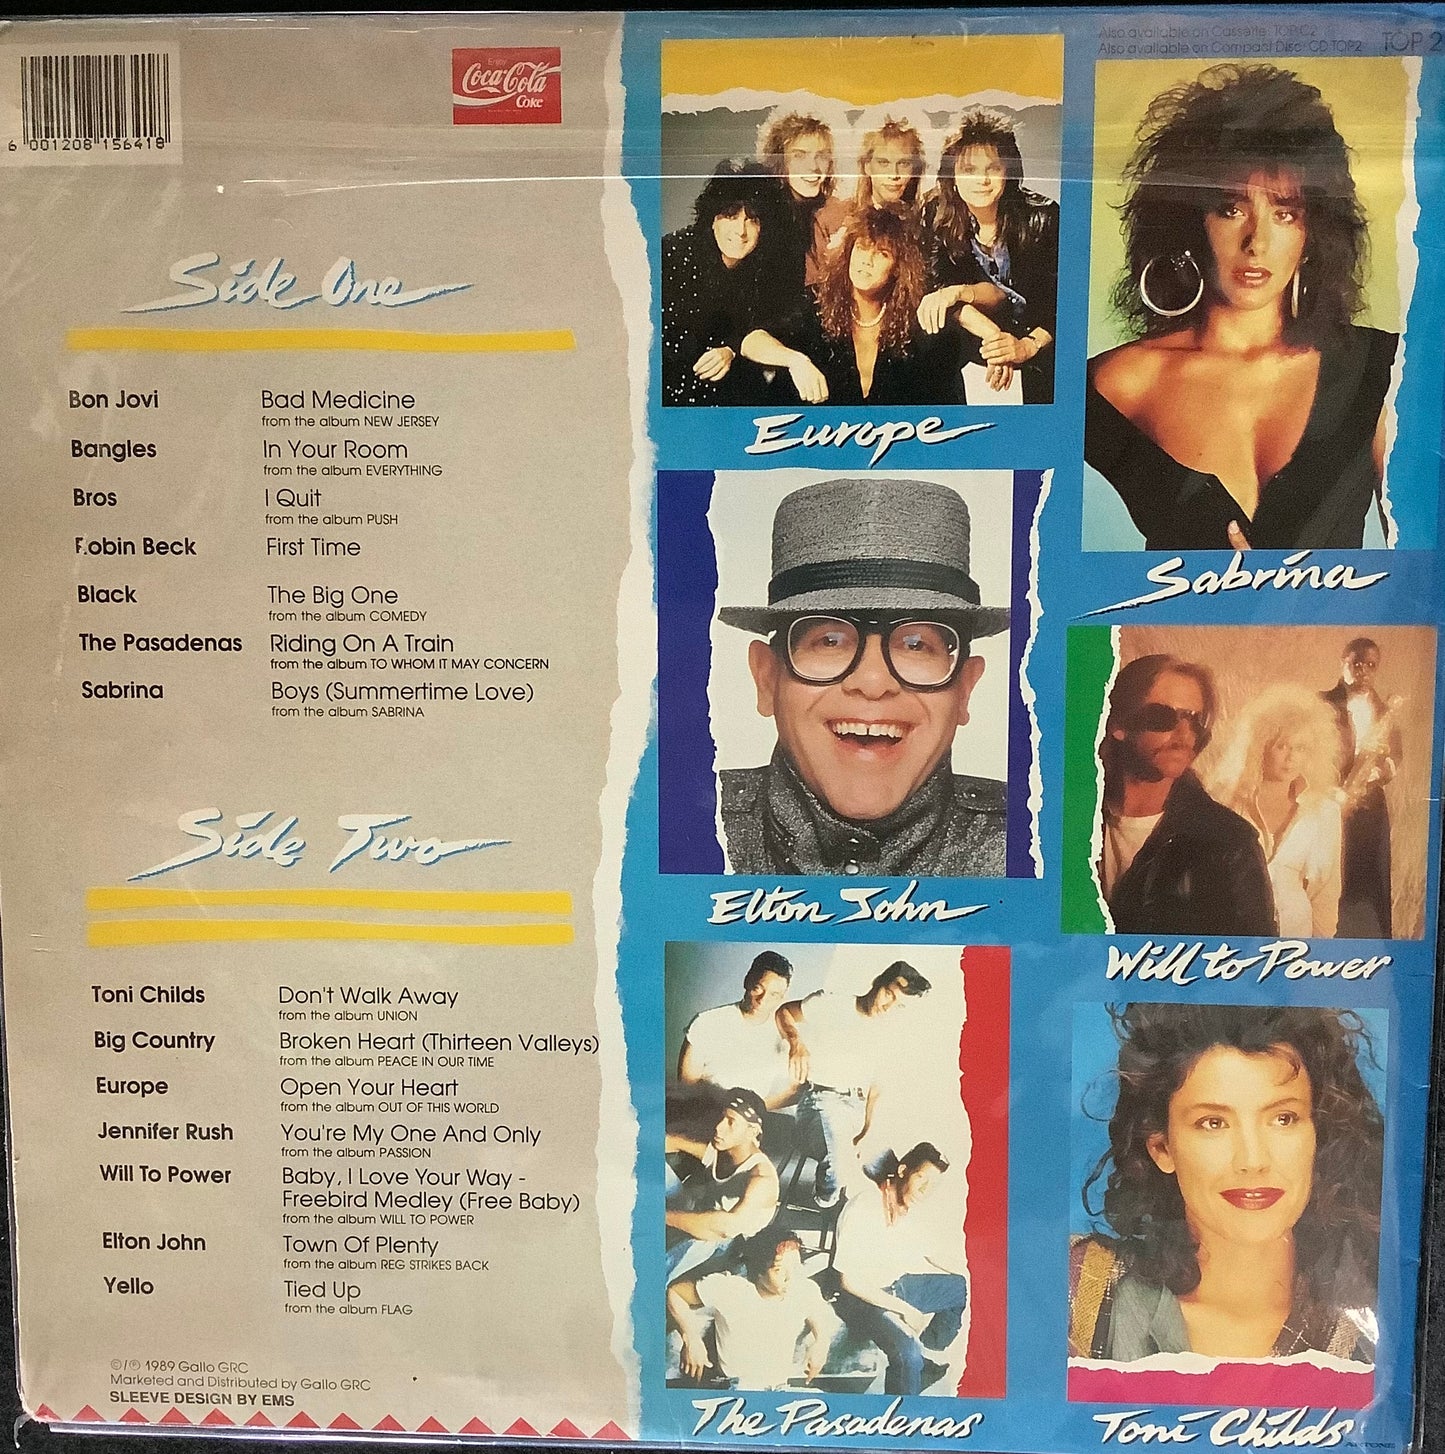 6 001208 156418
Enjoy
Coca-Cola
Coke
Also available on Cassette TOP C2
Also available on Compact Disc CD TOP2
TOP 2
Side One
Bon Jovi Bad Medicine
from the album NEW JERSEY
Bangles In Your Room
from the album EVERYTHING
Bros I Quit
from the album PUSH
Robin Beck First Time
Black The Big One
from the album COMEDY
The Pasadenas Riding On A Train
from the album TO WHOM IT MAY CONCERN
Sabrina Boys (Summertime Love)
from the album SABRINA
Side Two
Toni Childs Don't Walk Away
from the album UNION
Big Country Broken Heart (Thirteen Valleys)
from the album PEACE IN OUR TIME
Europe Open Your Heart
from the album OUT OF THIS WORLD
Jennifer Rush You're My One And Only
from the album PASSION
Will To Power Baby, I Love Your Way -
Freebird Medley (Free Baby)
from the album WILL TO POWER
Elton John Town Of Plenty
from the album REG STRIKES BACK
Yello Tied Up
from the album FLAG
©/℗ 1989 Gallo GRC
Marketed and Distributed by Gallo GRC
SLEEVE DESIGN BY EMS
Europe
Sabrina
Elton John
Will to Power
The Pasadenas
Toni Childs